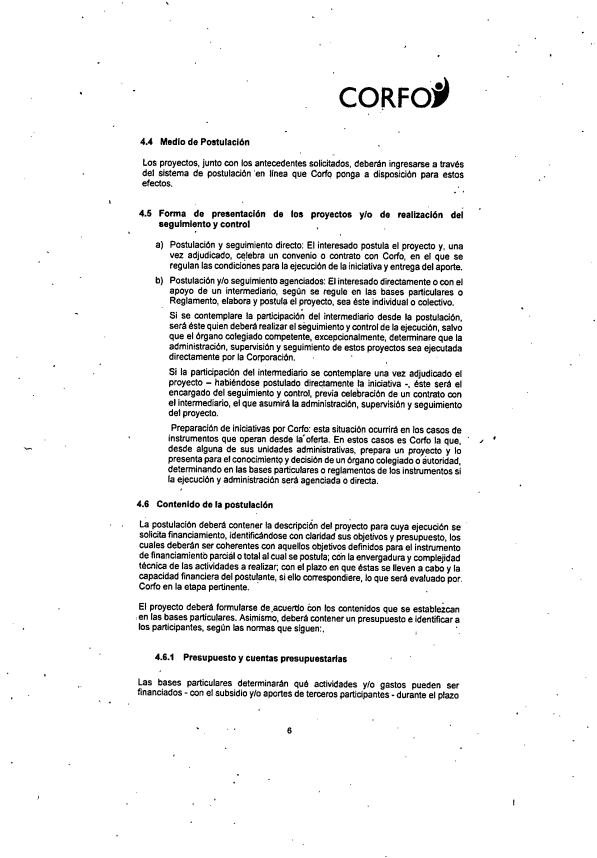 CORFO
4.4 Medio de Postulación
Los proyectos, junto con los antecedentes solicitados, deberán ingresarse a través
del sistema de postulación en línea que Corfo ponga a disposición para estos
efectos.
4.5 Forma de presentación de los proyectos y/o de realización del
seguimiento y control
a) Postulación y seguimiento directo: El interesado postula el proyecto y, una
vez adjudicado, celebra un convenio o contrato con Corfo, en el que se
regulan las condiciones para la ejecución de la iniciativa y entrega del aporte.
b) Postulación y/o seguimiento agenciados: El interesado directamente o con el
apoyo de un intermediario, según se regule en las bases particulares o
Reglamento, elabora y postula el proyecto, sea éste individual o colectivo.
Si se contemplare la participación del intermediario desde la postulación,
será éste quien deberá realizar el seguimiento y control de la ejecución, salvo
que el órgano colegiado competente, excepcionalmente, determinare que la
administración, supervisión y seguimiento de estos proyectos sea ejecutada
directamente por la Corporación.
Si la participación del intermediario se contemplare una vez adjudicado el
proyecto – habiéndose postulado directamente la iniciativa -, éste será el
encargado del seguimiento y control, previa celebración de un contrato con
el intermediario, el que asumirá la administración, supervisión y seguimiento
del proyecto.
Preparación de iniciativas por Corfo: esta situación ocurrirá en los casos de
instrumentos que operan desde la oferta. En estos casos es Corfo la que,
desde alguna de sus unidades administrativas, prepara un proyecto y lo
presenta para el conocimiento y decisión de un órgano colegiado o autoridad,
determinando en las bases particulares o reglamentos de los instrumentos si
la ejecución y administración será agenciada o directa.
4.6 Contenido de la postulación
La postulación deberá contener la descripción del proyecto para cuya ejecución se
solicita financiamiento, identificándose con claridad sus objetivos y presupuesto, los
cuales deberán ser coherentes con aquellos objetivos definidos para el instrumento
de financiamiento parcial o total al cual se postula; con la envergadura y complejidad
técnica de las actividades a realizar; con el plazo en que éstas se lleven a cabo y la
capacidad financiera del postulante, si ello correspondiere, lo que será evaluado por
Corfo en la etapa pertinente.
El proyecto deberá formularse de acuerdo con los contenidos que se establezcan
en las bases particulares. Asimismo, deberá contener un presupuesto e identificar a
los participantes, según las normas que siguen:
4.6.1 Presupuesto y cuentas presupuestarias
Las bases particulares determinarán qué actividades y/o gastos pueden ser
financiados - con el subsidio y/o aportes de terceros participantes - durante el plazo
6